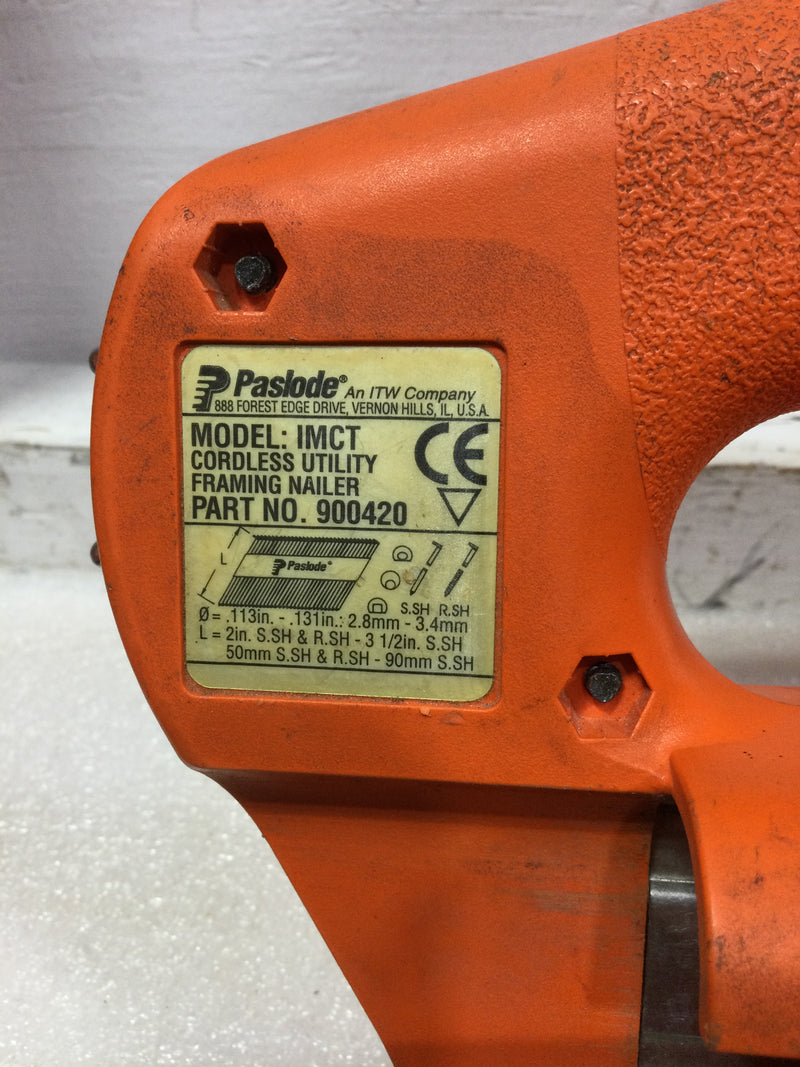 Paslode® An ITW Company
888 FOREST EDGE DRIVE, VERNON HILLS, IL, U.S.A.
MODEL: IMCT
CORDLESS UTILITY
FRAMING NAILER
PART NO. 900420
CE
L
Paslode®
S.SH R.SH
Ø = .113in. - .131in.: 2.8mm - 3.4mm
L = 2in. S.SH & R.SH - 3 1/2in. S.SH
50mm S.SH & R.SH - 90mm S.SH